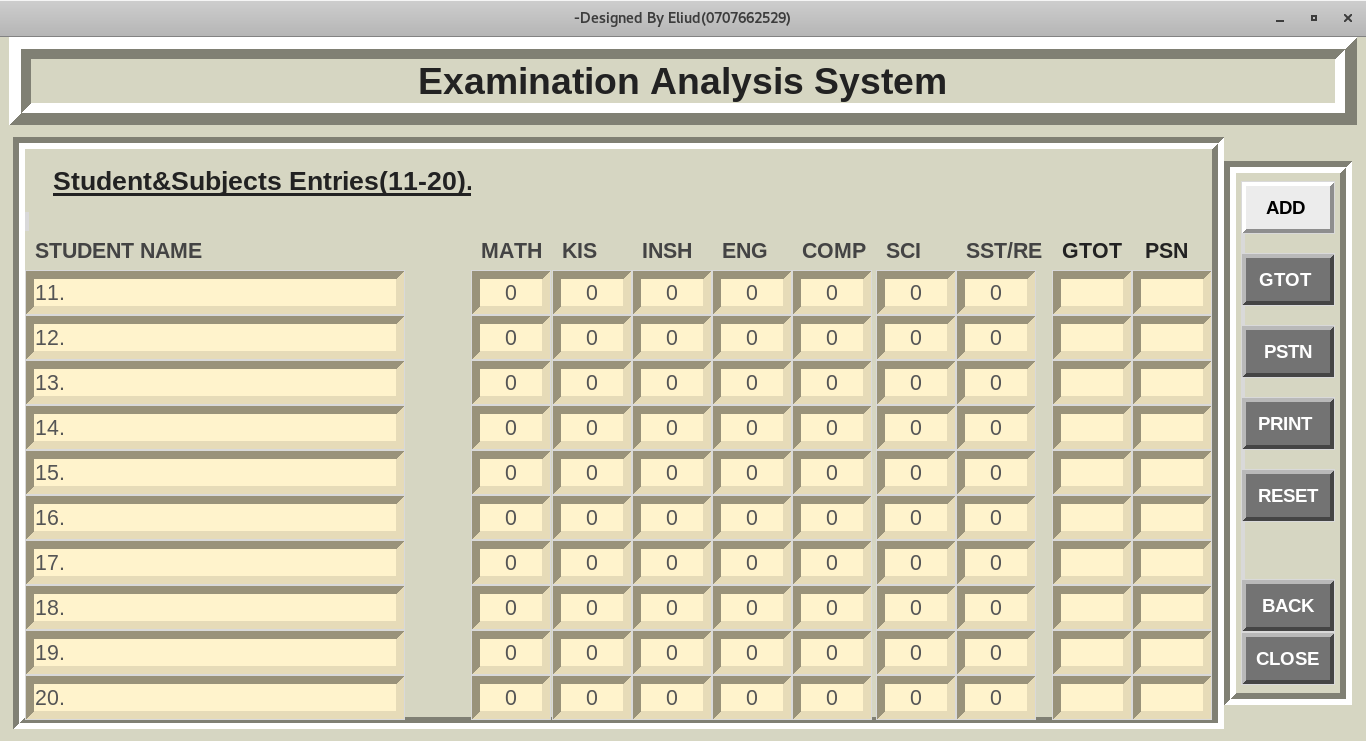 -Designed By Eliud(0707662529)
Examination Analysis System
Student&Subjects Entries(11-20).
STUDENT NAME MATH KIS INSH ENG COMP SCI SST/RE GTOT PSN
11. 0 0 0 0 0 0 0
12. 0 0 0 0 0 0 0
13. 0 0 0 0 0 0 0
14. 0 0 0 0 0 0 0
15. 0 0 0 0 0 0 0
16. 0 0 0 0 0 0 0
17. 0 0 0 0 0 0 0
18. 0 0 0 0 0 0 0
19. 0 0 0 0 0 0 0
20. 0 0 0 0 0 0 0
ADD
GTOT
PSTN
PRINT
RESET
BACK
CLOSE